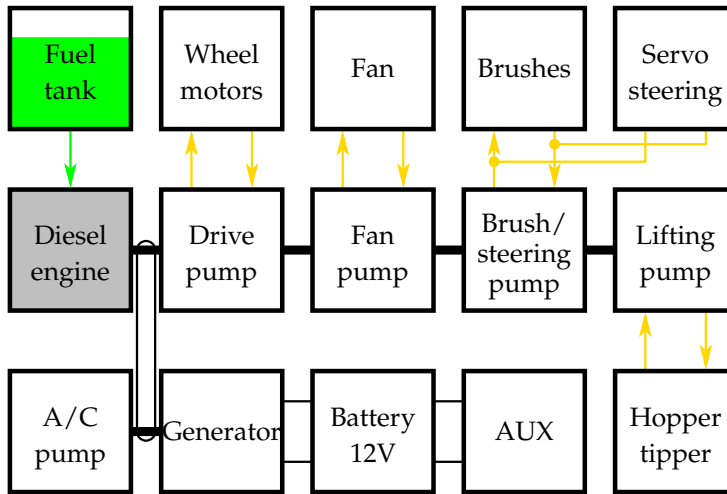 Fuel
tank
Wheel
motors
Fan
Brushes
Servo
steering
Diesel
engine
Drive
pump
Fan
pump
Brush/
steering
pump
Lifting
pump
A/C
pump
Generator
Battery
12V
AUX
Hopper
tipper